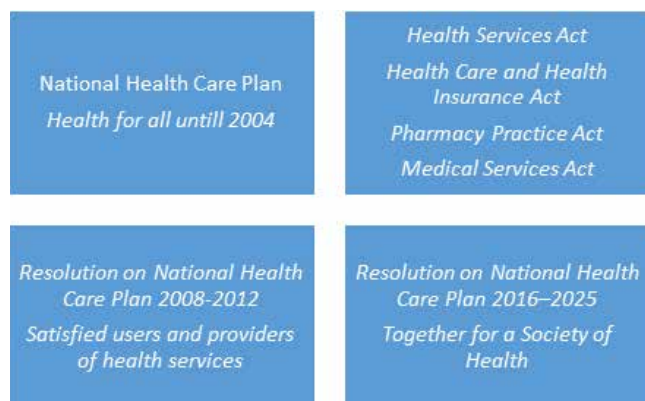 National Health Care Plan
Health for all untill 2004
Health Services Act
Health Care and Health
Insurance Act
Pharmacy Practice Act
Medical Services Act
Resolution on National Health
Care Plan 2008-2012
Satisfied users and providers
of health services
Resolution on National Health
Care Plan 2016–2025
Together for a Society of
Health